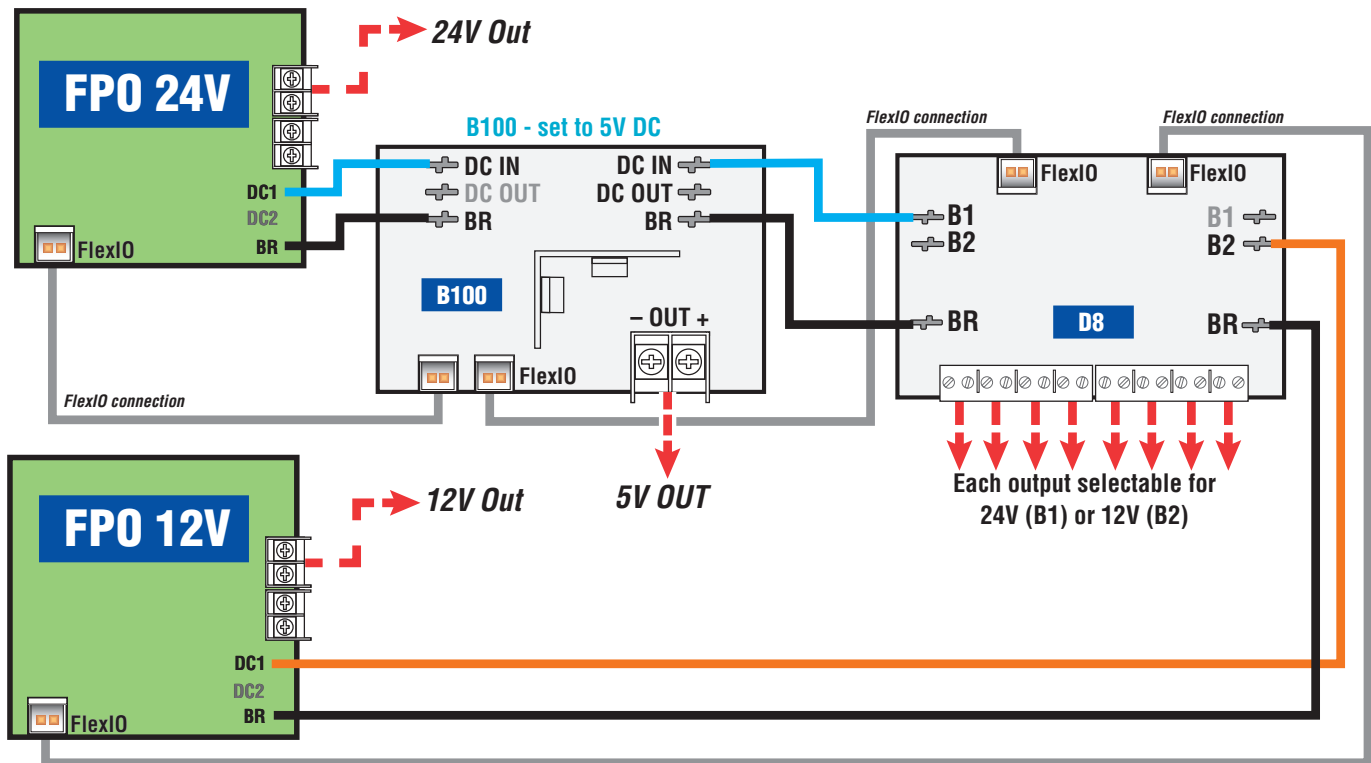 24V Out
FPO 24V
B100 - set to 5V DC
FlexIO connection
FlexIO connection
DC IN
DC OUT
BR
DC IN
DC OUT
BR
FlexIO
FlexIO
DC1
DC2
BR
FlexIO
B1
B2
BR
B1
B2
BR
B100
D8
– OUT +
FlexIO
FlexIO connection
12V Out
5V OUT
Each output selectable for
24V (B1) or 12V (B2)
FPO 12V
DC1
DC2
BR
FlexIO